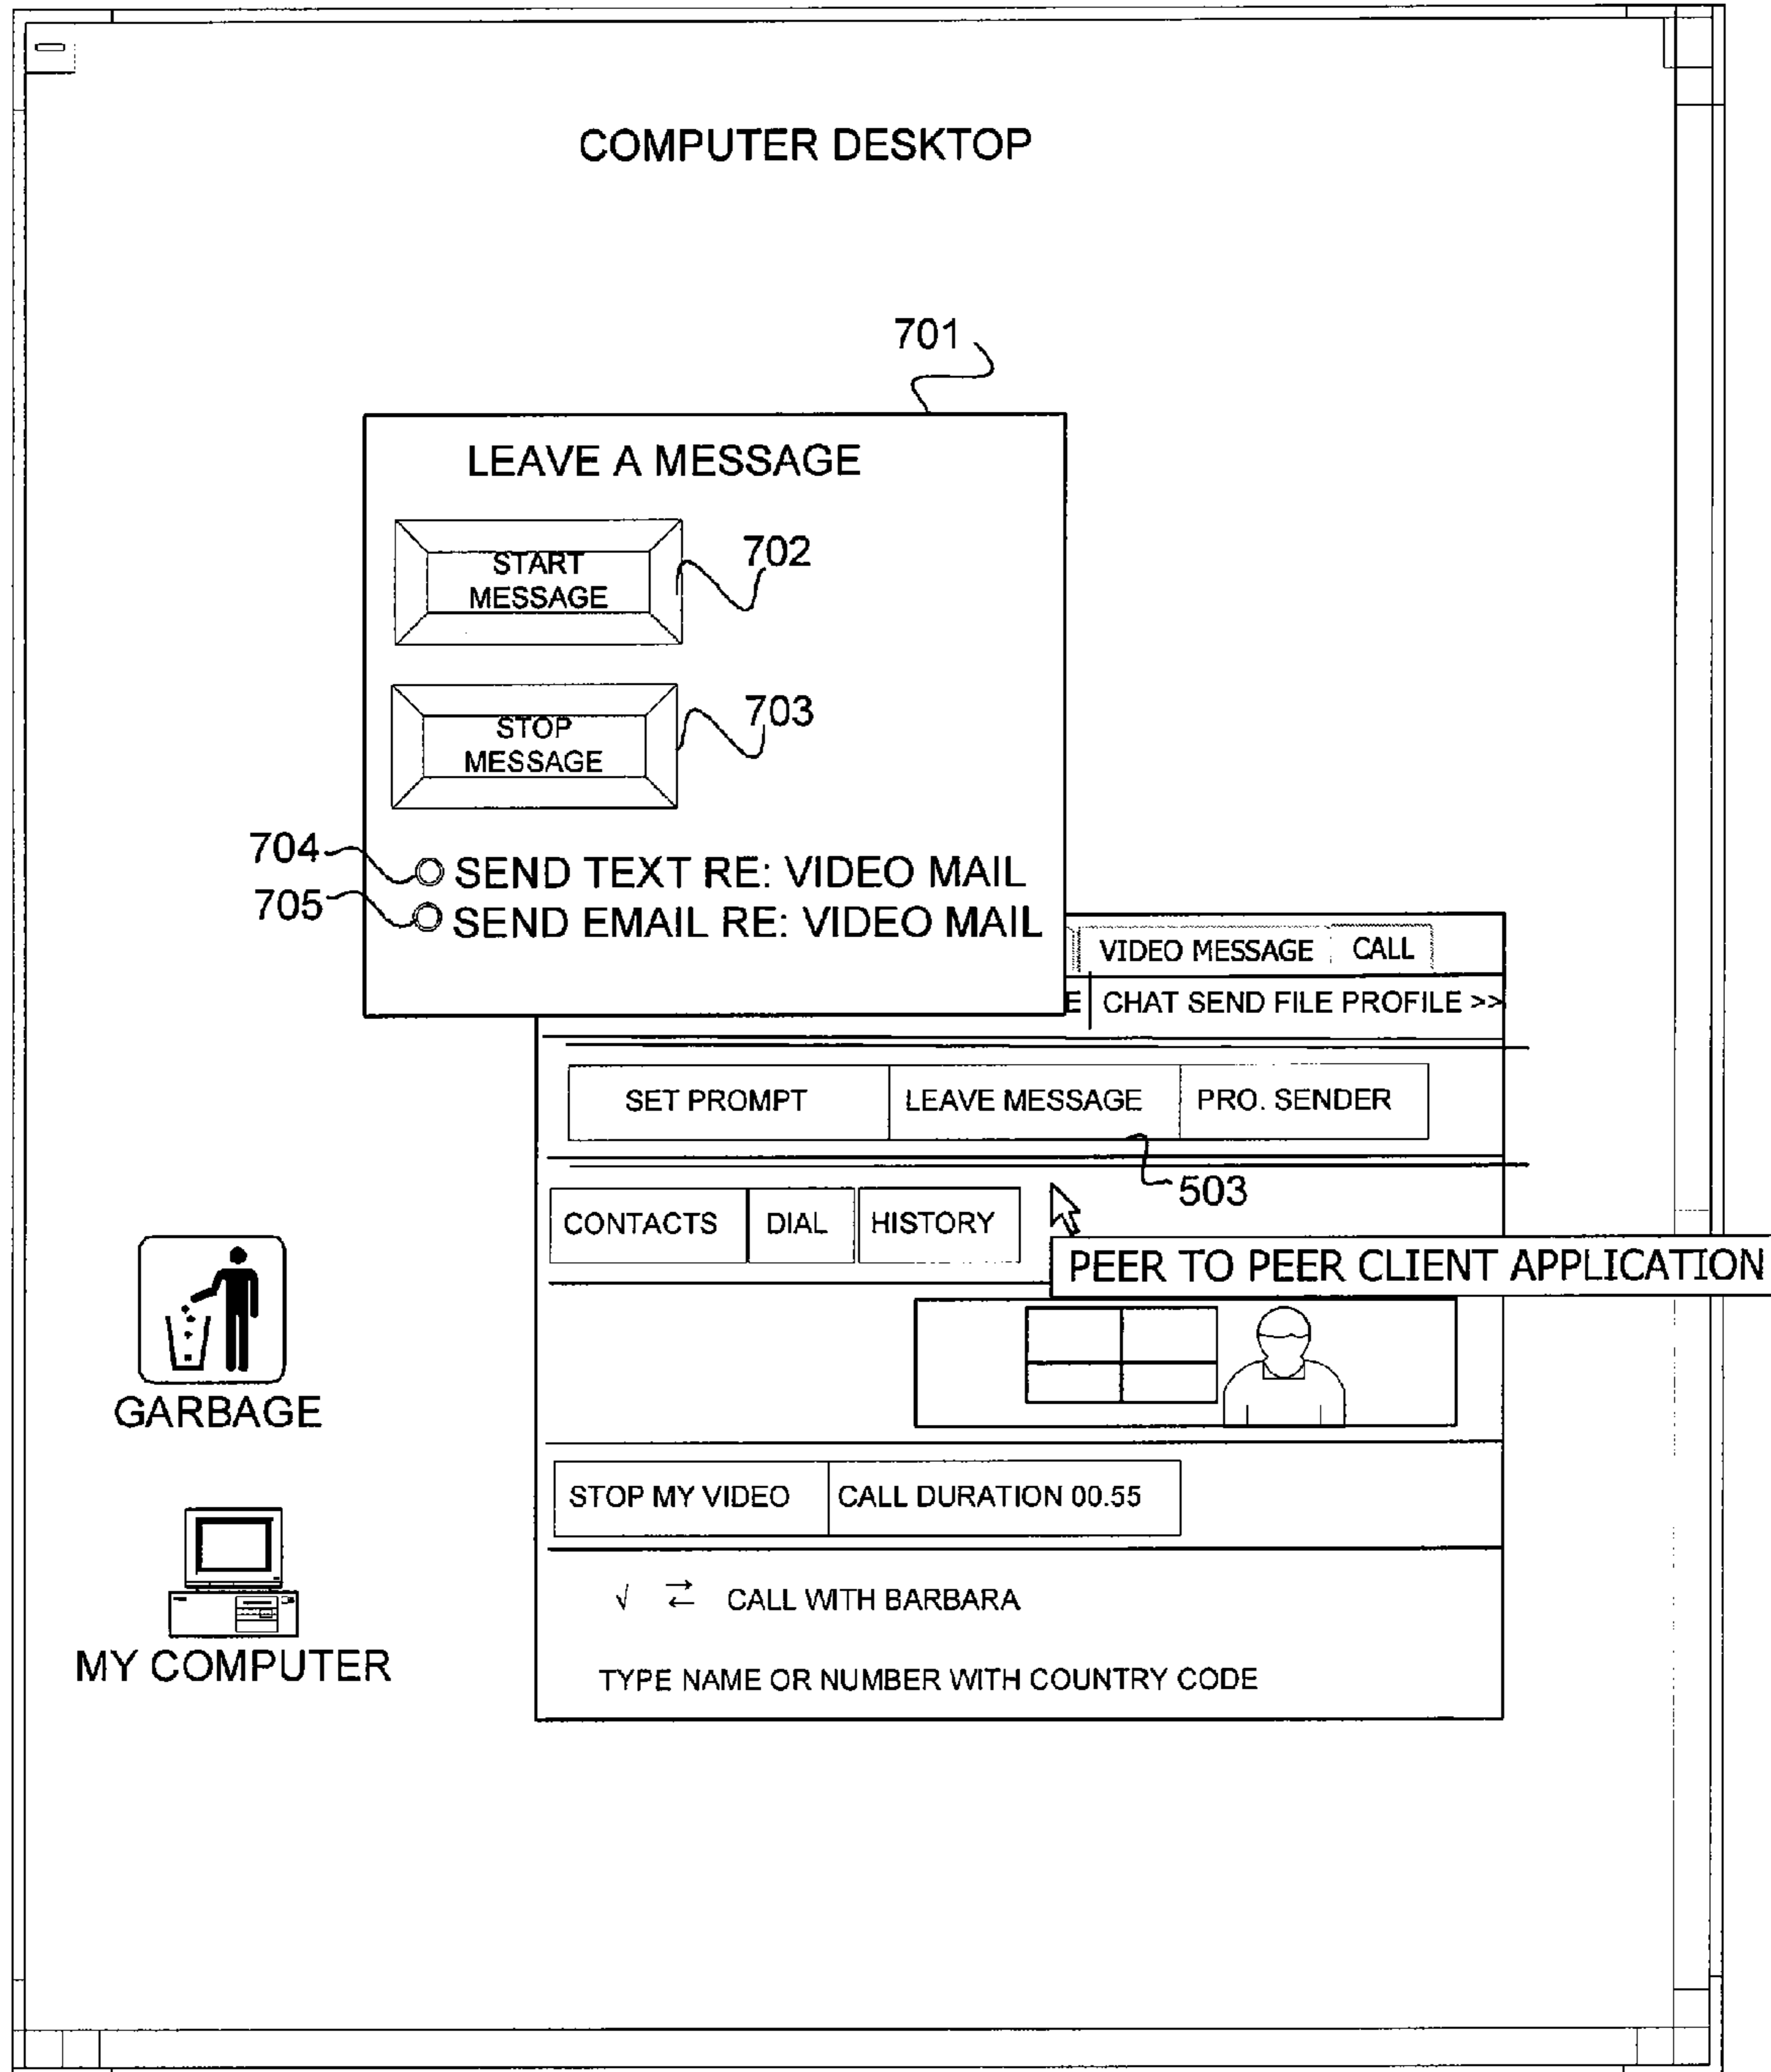 COMPUTER DESKTOP
701
LEAVE A MESSAGE
START
MESSAGE
702
STOP
MESSAGE
703
704
SEND TEXT RE: VIDEO MAIL
705
SEND EMAIL RE: VIDEO MAIL
VIDEO MESSAGE CALL
E CHAT SEND FILE PROFILE >>
SET PROMPT LEAVE MESSAGE PRO. SENDER
503
CONTACTS DIAL HISTORY
PEER TO PEER CLIENT APPLICATION
GARBAGE
STOP MY VIDEO CALL DURATION 00.55
√ ⇄ CALL WITH BARBARA
MY COMPUTER
TYPE NAME OR NUMBER WITH COUNTRY CODE